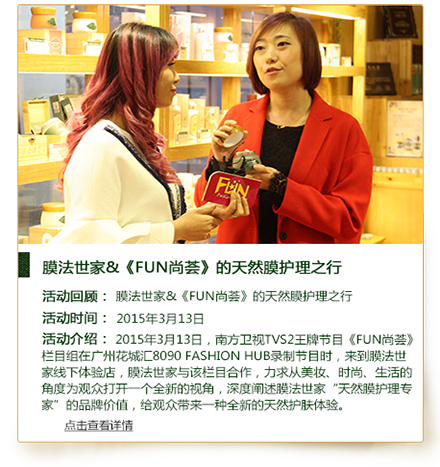 FUN
膜法世家&《FUN尚荟》的天然膜护理之行
活动回顾： 膜法世家&《FUN尚荟》的天然膜护理之行
活动时间： 2015年3月13日
活动介绍： 2015年3月13日，南方卫视TVS2王牌节目《FUN尚荟》
栏目组在广州花城汇8090 FASHION HUB录制节目时，来到膜法世
家线下体验店，膜法世家与该栏目合作，力求从美妆、时尚、生活的
角度为观众打开一个全新的视角，深度阐述膜法世家“天然膜护理专
家”的品牌价值，给观众带来一种全新的天然护肤体验。
点击查看详情